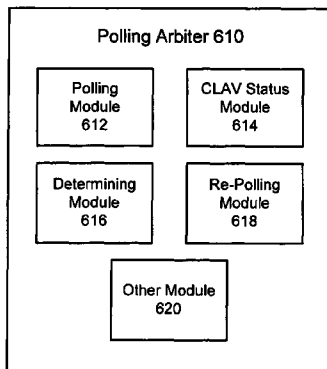 Polling Arbiter 610
Polling
Module
612
CLAV Status
Module
614
Determining
Module
616
Re-Polling
Module
618
Other Module
620